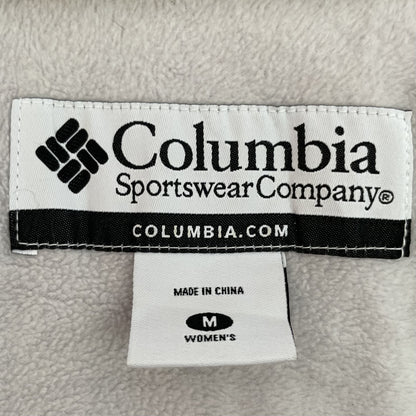 Columbia
Sportswear Company®
COLUMBIA.COM
MADE IN CHINA
M
WOMEN'S